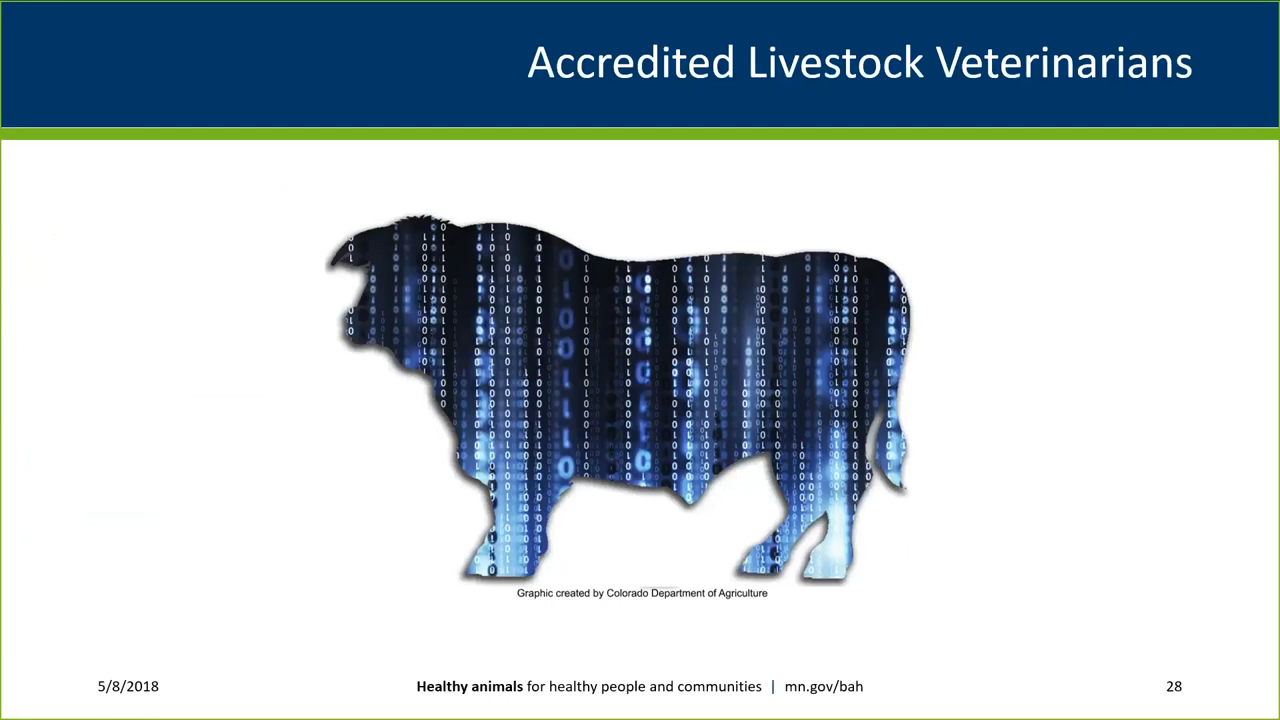 Accredited Livestock Veterinarians
Graphic created by Colorado Department of Agriculture
5/8/2018
Healthy animals for healthy people and communities | mn.gov/bah
28